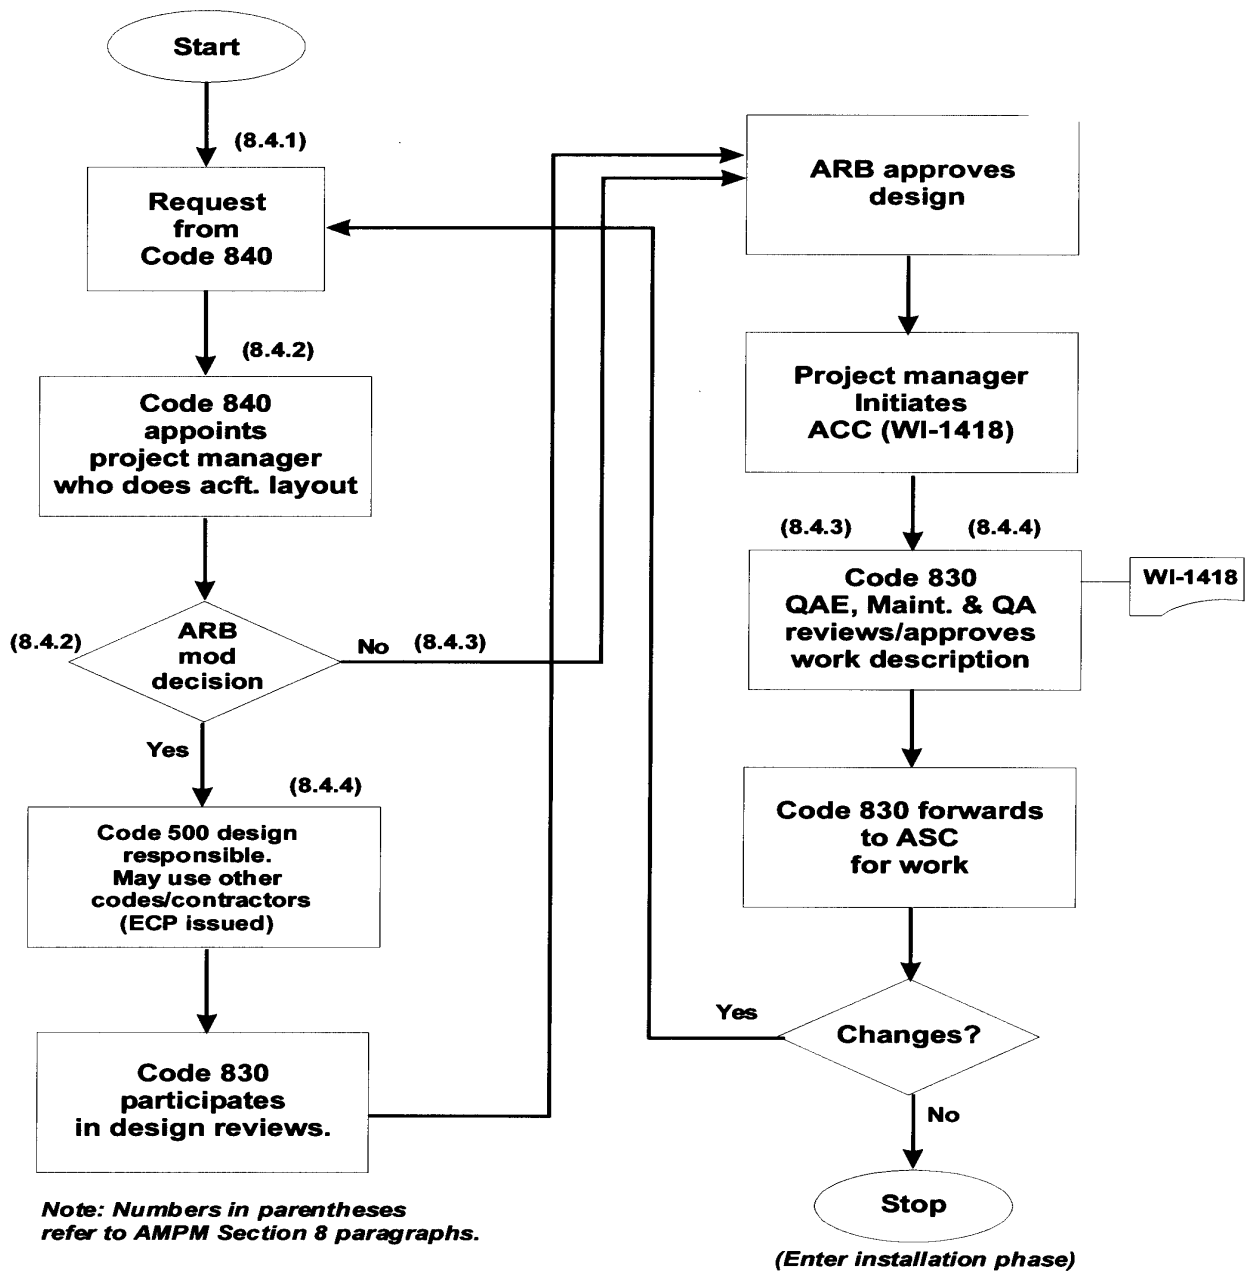 Start
(8.4.1)
Request
from
Code 840
(8.4.2)
Code 840
appoints
project manager
who does acft. layout
(8.4.2)
ARB
mod
decision
No
(8.4.3)
Yes
(8.4.4)
Code 500 design
responsible.
May use other
codes/contractors
(ECP issued)
Code 830
participates
in design reviews.
Note: Numbers in parentheses
refer to AMPM Section 8 paragraphs.
ARB approves
design
Project manager
Initiates
ACC (WI-1418)
(8.4.3)
(8.4.4)
Code 830
QAE, Maint. & QA
reviews/approves
work description
WI-1418
Code 830 forwards
to ASC
for work
Yes
Changes?
No
Stop
(Enter installation phase)